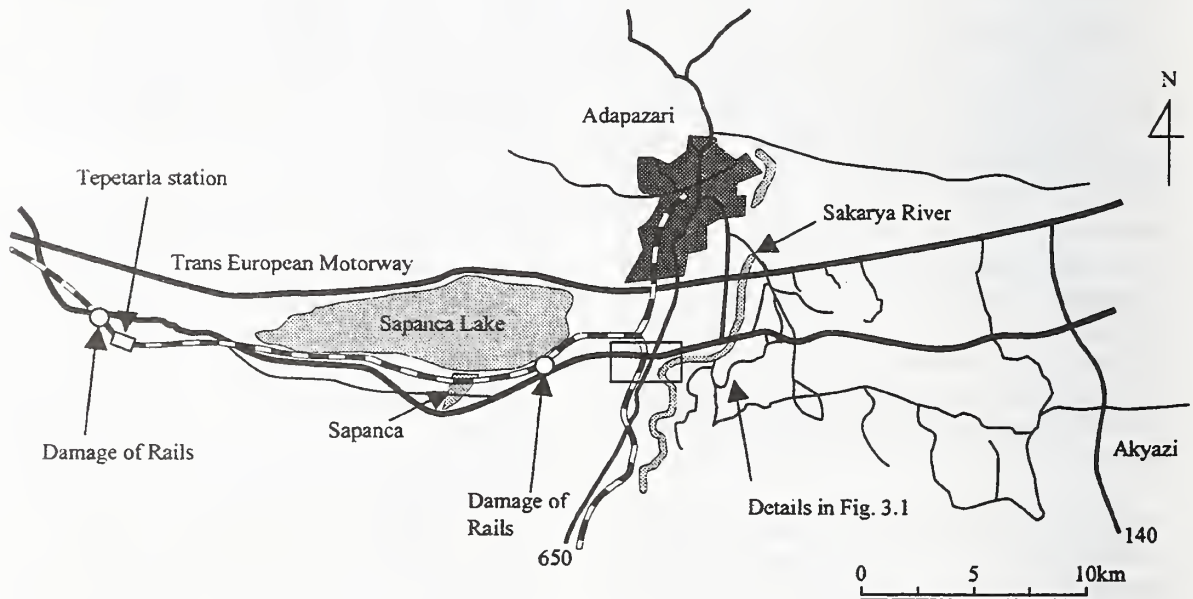 N
Adapazari
Tepetarla station
Sakarya River
Trans European Motorway
Sapanca Lake
Sapanca
Damage of Rails
Damage of
Rails
Details in Fig. 3.1
Akyazi
650
140
0 5 10km